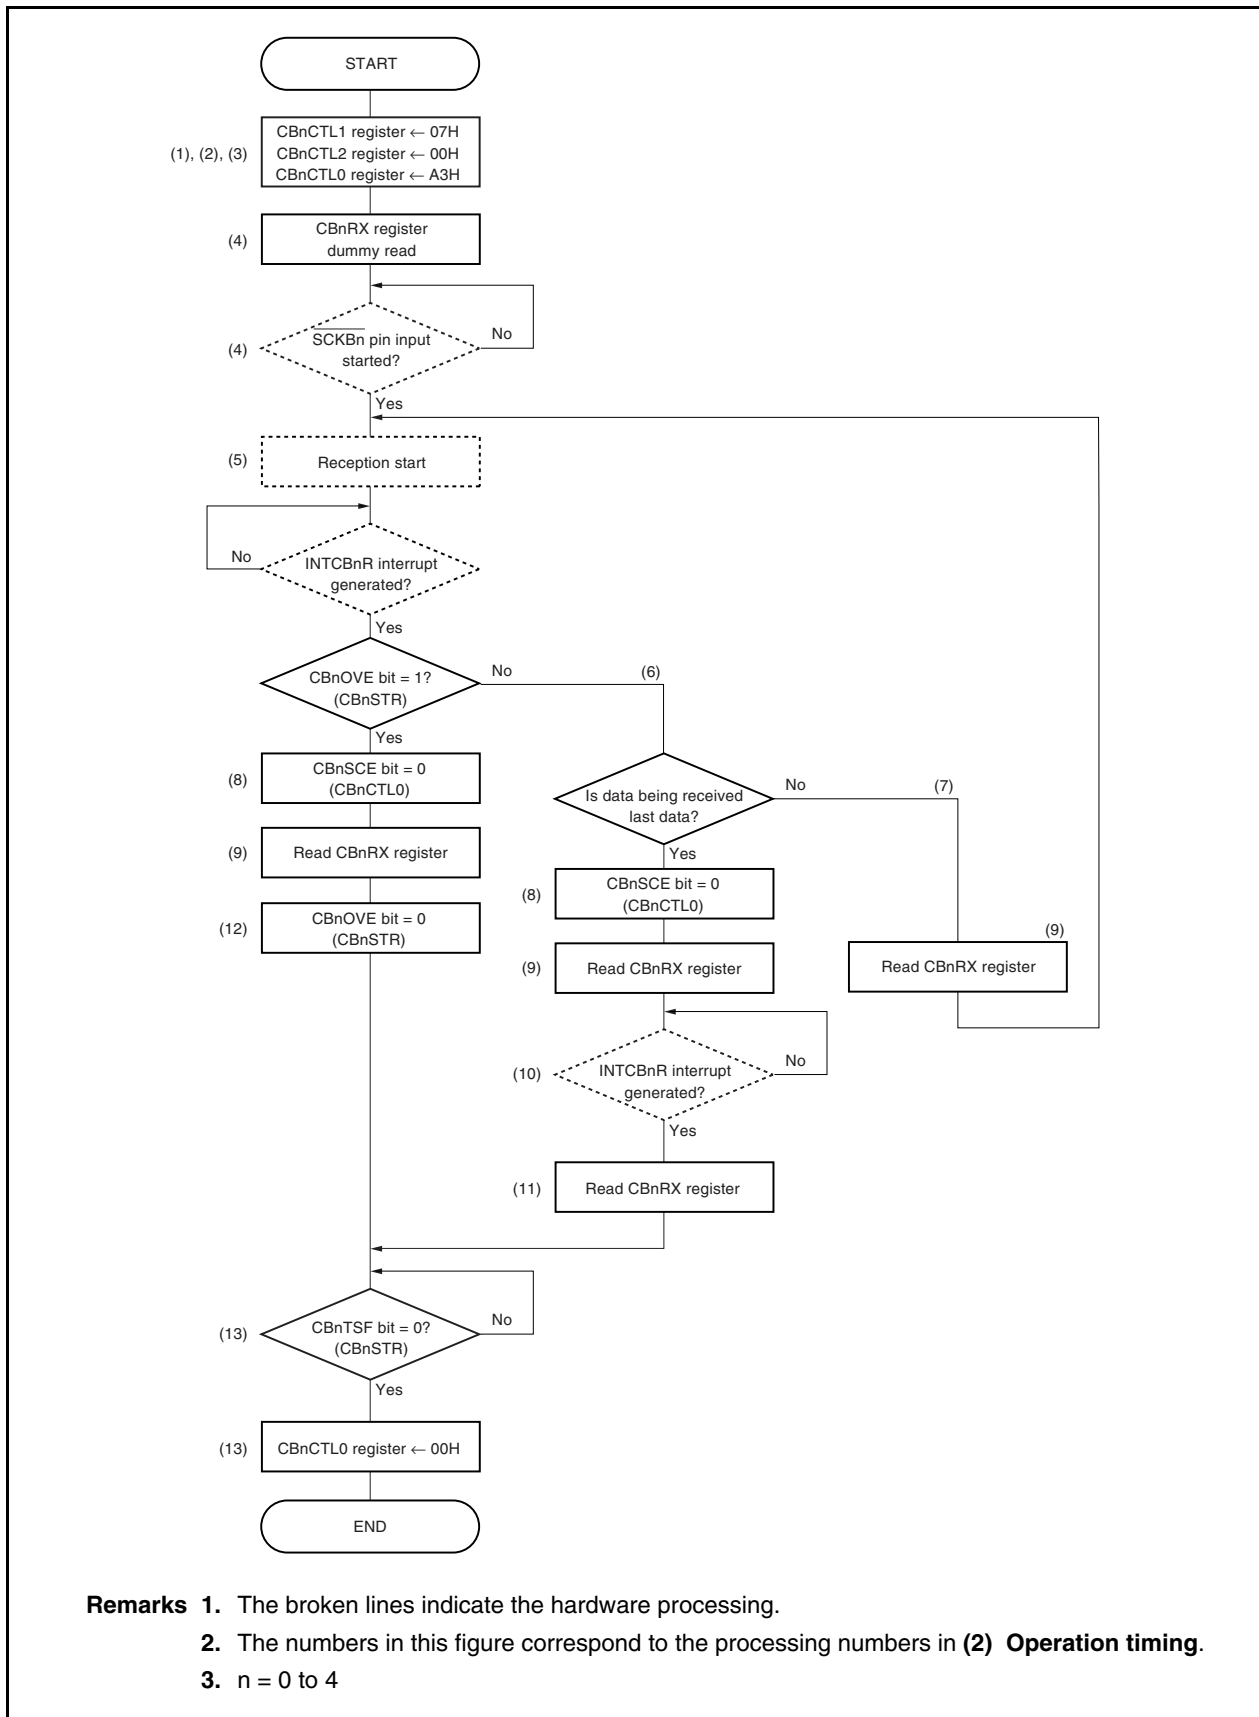 START
(1), (2), (3)
CBnCTL1 register ← 07H
CBnCTL2 register ← 00H
CBnCTL0 register ← A3H
(4)
CBnRX register
dummy read
(4)
SCKBn pin input
started?
No
Yes
(5)
Reception start
No
INTCBnR interrupt
generated?
Yes
CBnOVE bit = 1?
(CBnSTR)
No
(6)
Yes
(8)
CBnSCE bit = 0
(CBnCTL0)
Is data being received
last data?
No
(7)
Yes
(9)
Read CBnRX register
(8)
CBnSCE bit = 0
(CBnCTL0)
(12)
CBnOVE bit = 0
(CBnSTR)
(9)
Read CBnRX register
(9)
Read CBnRX register
(10)
INTCBnR interrupt
generated?
No
Yes
(11)
Read CBnRX register
(13)
CBnTSF bit = 0?
(CBnSTR)
No
Yes
(13)
CBnCTL0 register ← 00H
END
Remarks 1. The broken lines indicate the hardware processing.
2. The numbers in this figure correspond to the processing numbers in (2) Operation timing.
3. n = 0 to 4